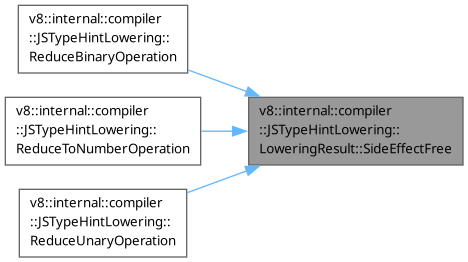 v8::internal::compiler
::JSTypeHintLowering::
ReduceBinaryOperation
v8::internal::compiler
::JSTypeHintLowering::
ReduceToNumberOperation
v8::internal::compiler
::JSTypeHintLowering::
ReduceUnaryOperation
v8::internal::compiler
::JSTypeHintLowering::
LoweringResult::SideEffectFree